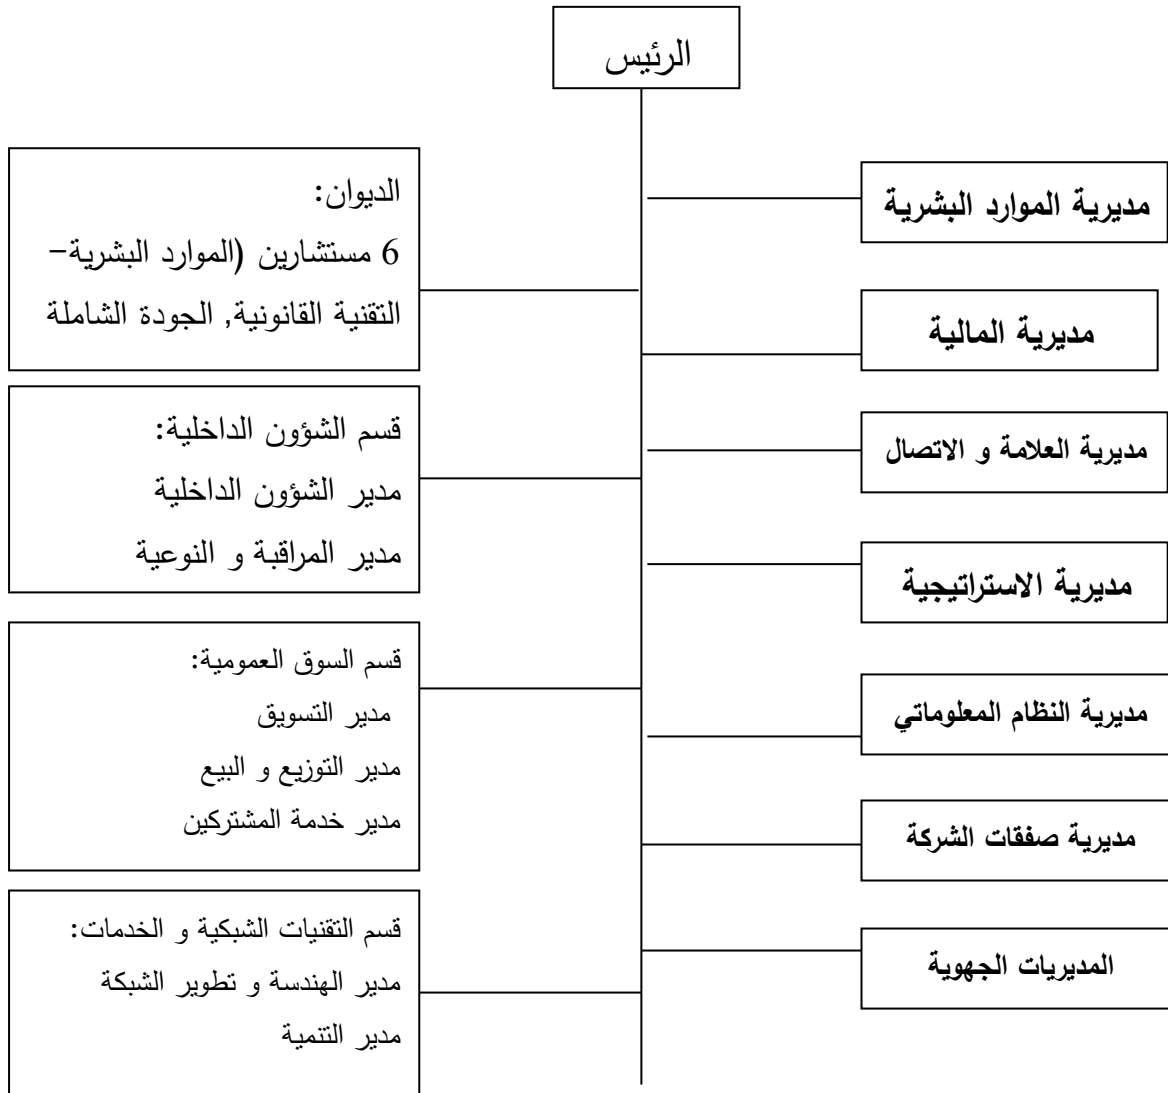 الرئيس
مديرية الموارد البشرية
مديرية المالية
مديرية العلامة و الاتصال
مديرية الاستراتيجية
مديرية النظام المعلوماتي
مديرية صفقات الشركة
المديريات الجهوية
الديوان:
6 مستشارين (الموارد البشرية-
التقنية القانونية, الجودة الشاملة
قسم الشؤون الداخلية:
مدير الشؤون الداخلية
مدير المراقبة و النوعية
قسم السوق العمومية:
مدير التسويق
مدير التوزيع و البيع
مدير خدمة المشتركين
قسم التقنيات الشبكية و الخدمات:
مدير الهندسة و تطوير الشبكة
مدير التنمية